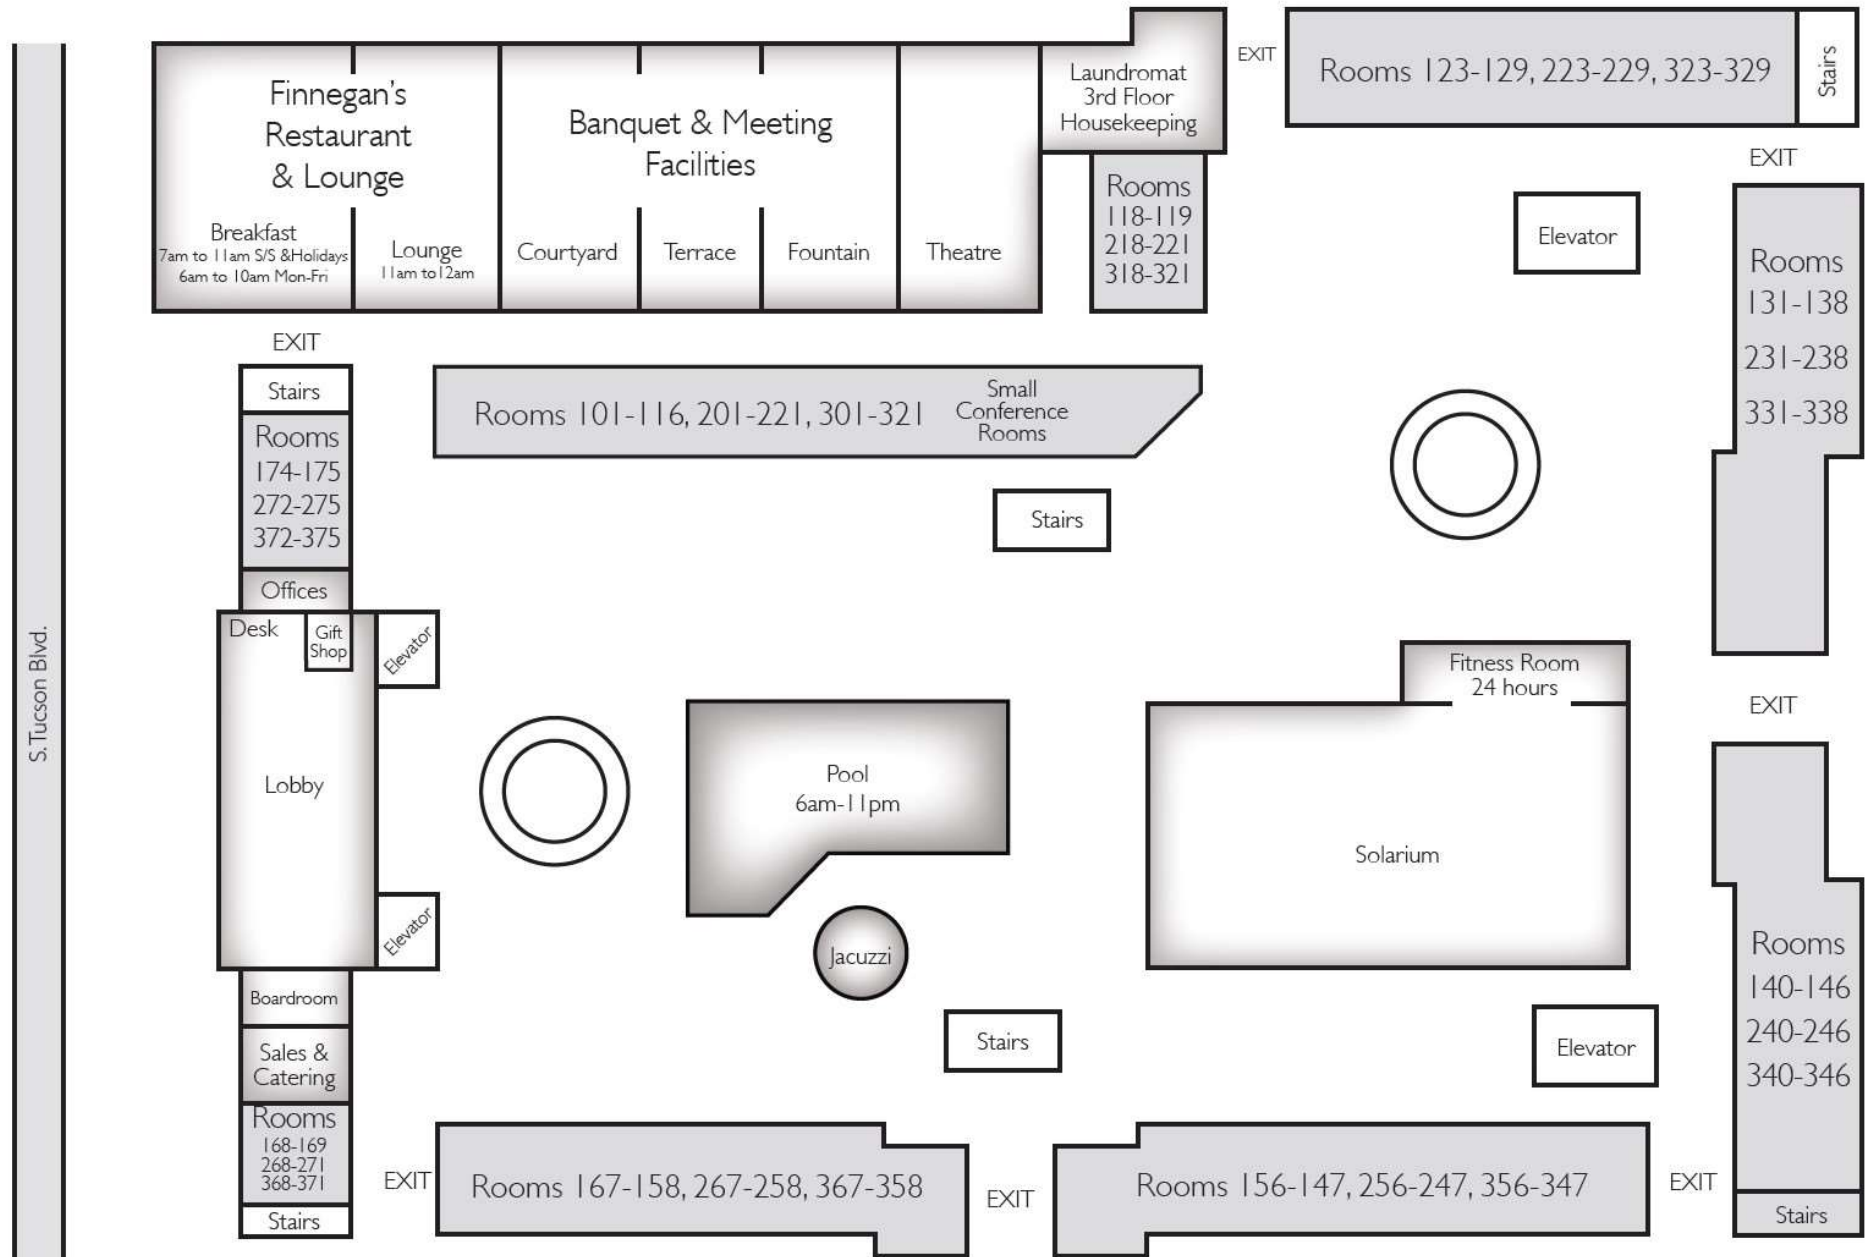 S. Tucson Blvd.
Finnegan's
Restaurant
& Lounge
Breakfast
7am to 11am S/S &Holidays
6am to 10am Mon-Fri
Lounge
11am to12am
Banquet & Meeting
Facilities
Courtyard
Terrace
Fountain
Theatre
Laundromat
3rd Floor
Housekeeping
EXIT
Rooms 123-129, 223-229, 323-329
Stairs
EXIT
Rooms
118-119
218-221
318-321
Elevator
Rooms
131-138
231-238
331-338
EXIT
Stairs
Rooms
174-175
272-275
372-375
Offices
Rooms 101-116, 201-221, 301-321
Small
Conference
Rooms
Stairs
Desk
Gift
Shop
Elevator
Lobby
Elevator
Pool
6am-11pm
Jacuzzi
Fitness Room
24 hours
Solarium
EXIT
Boardroom
Sales &
Catering
Rooms
168-169
268-271
368-371
Stairs
Stairs
Elevator
Rooms
140-146
240-246
340-346
Stairs
EXIT
Rooms 167-158, 267-258, 367-358
EXIT
Rooms 156-147, 256-247, 356-347
EXIT